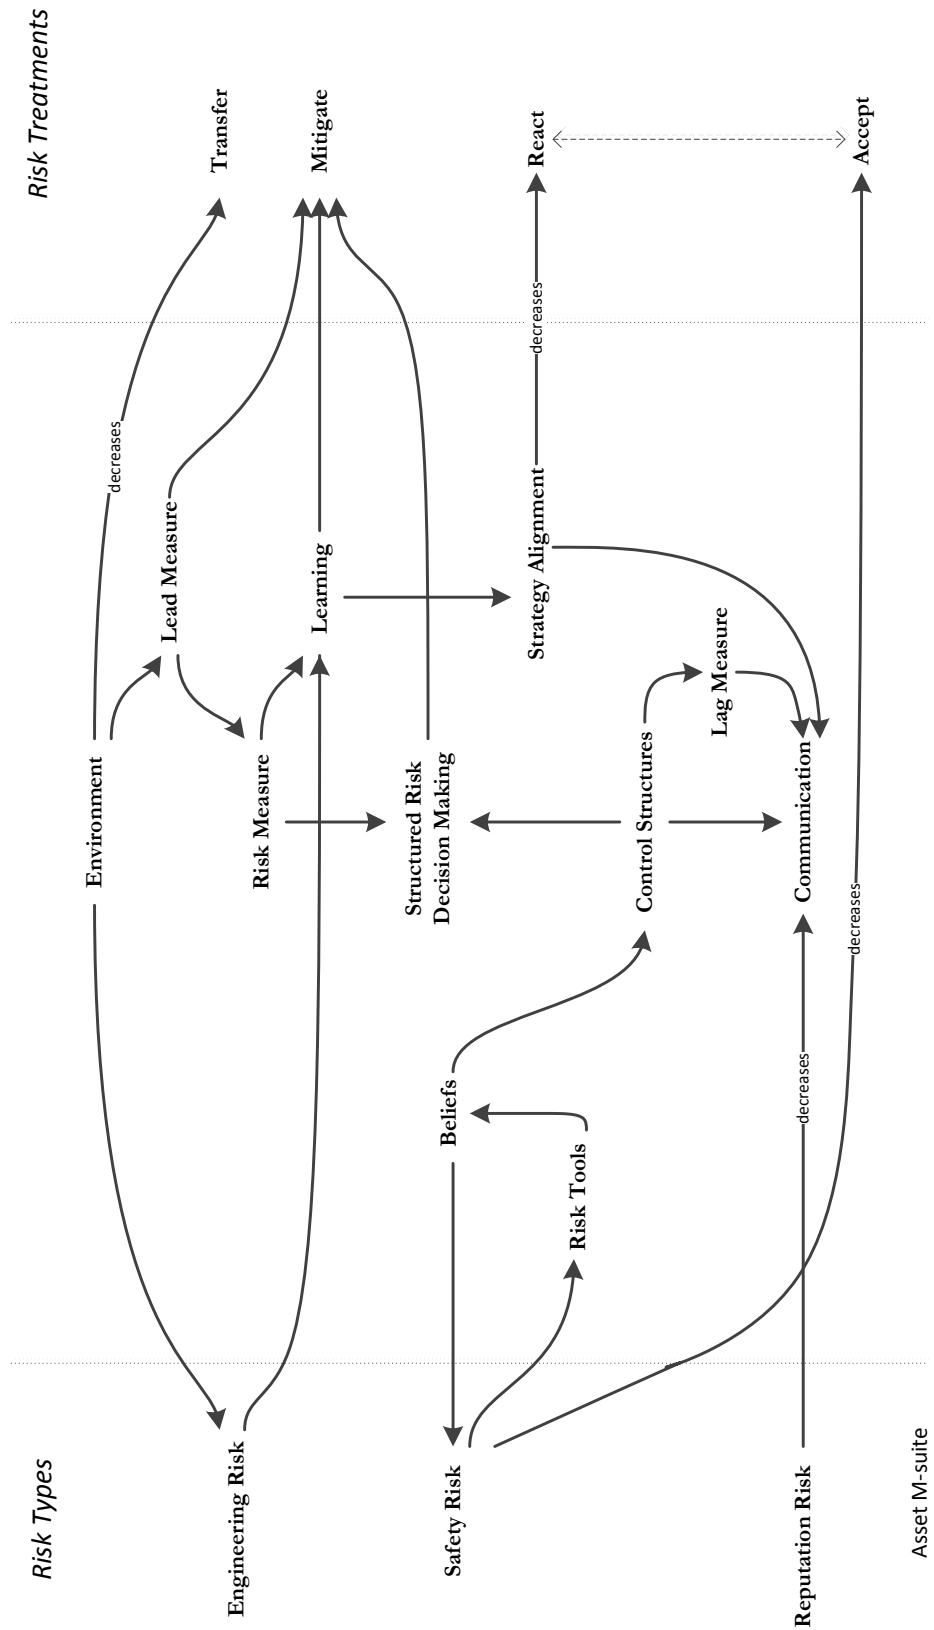 Risk Types
Risk Treatments
Environment
decreases
Transfer
Lead Measure
Engineering Risk
Risk Measure
Learning
Mitigate
Structured Risk
Decision Making
Safety Risk
Beliefs
Strategy Alignment
decreases
React
Risk Tools
Control Structures
Lag Measure
Reputation Risk
decreases
Communication
decreases
Accept
Asset M-suite